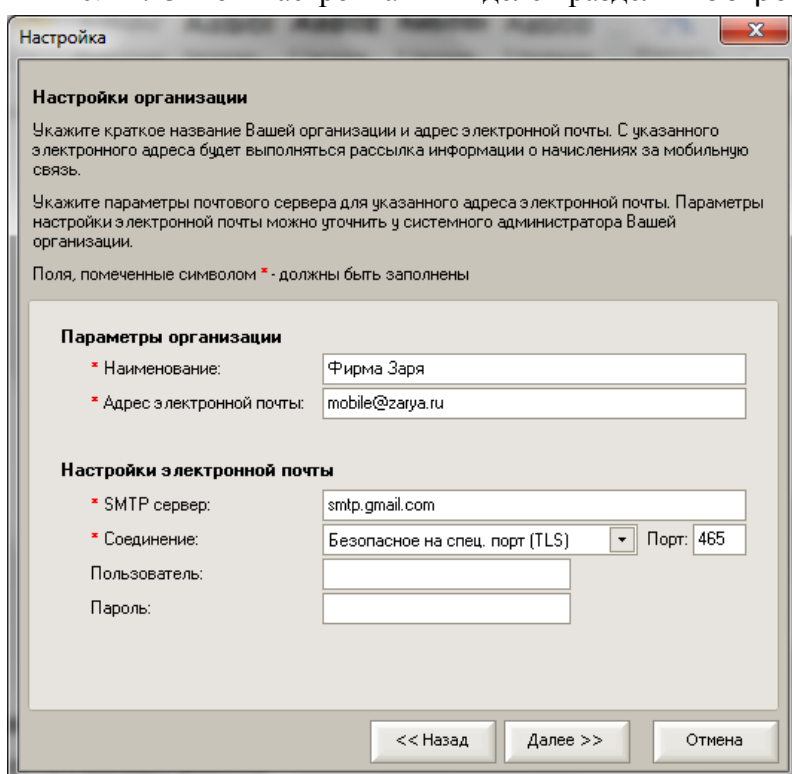 Настройка
Настройки организации
Укажите краткое название Вашей организации и адрес электронной почты. С указанного
электронного адреса будет выполняться рассылка информации о начислениях за мобильную
связь.
Укажите параметры почтового сервера для указанного адреса электронной почты. Параметры
настройки электронной почты можно уточнить у системного администратора Вашей
организации.
Поля, помеченные символом * - должны быть заполнены
Параметры организации
* Наименование: Фирма Заря
* Адрес электронной почты: mobile@zarya.ru
Настройки электронной почты
* SMTP сервер: smtp.gmail.com
* Соединение: Безопасное на спец. порт (TLS) Порт: 465
Пользователь:
Пароль:
<< Назад Далее >> Отмена